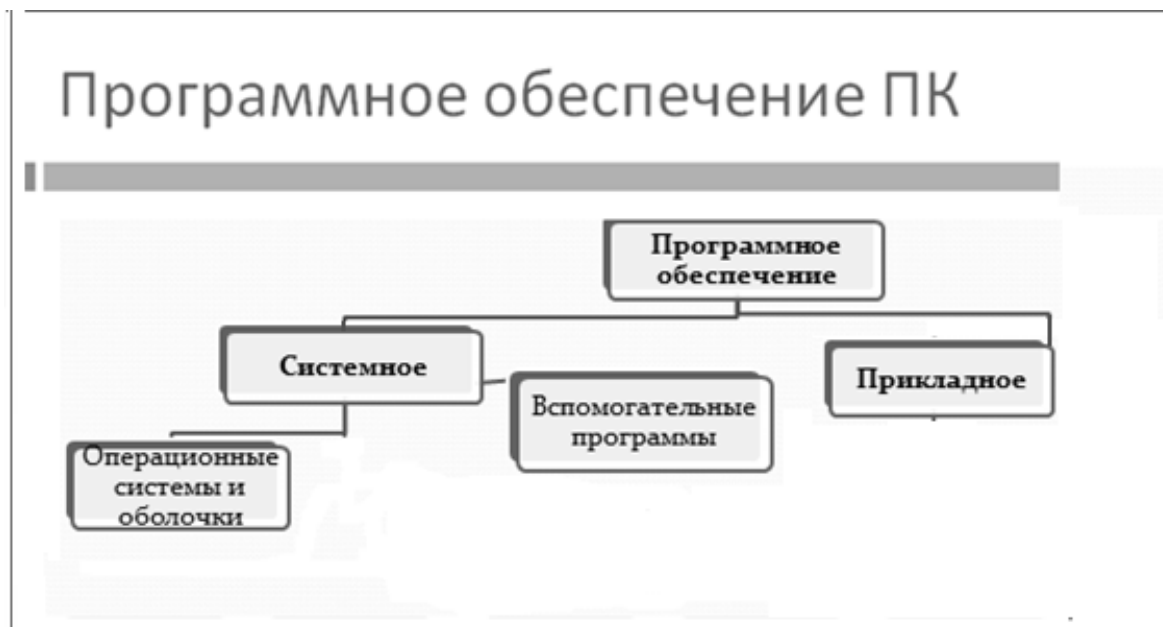 Программное обеспечение ПК
Программное
обеспечение
Системное
Прикладное
Вспомогательные
программы
Операционные
системы и
оболочки